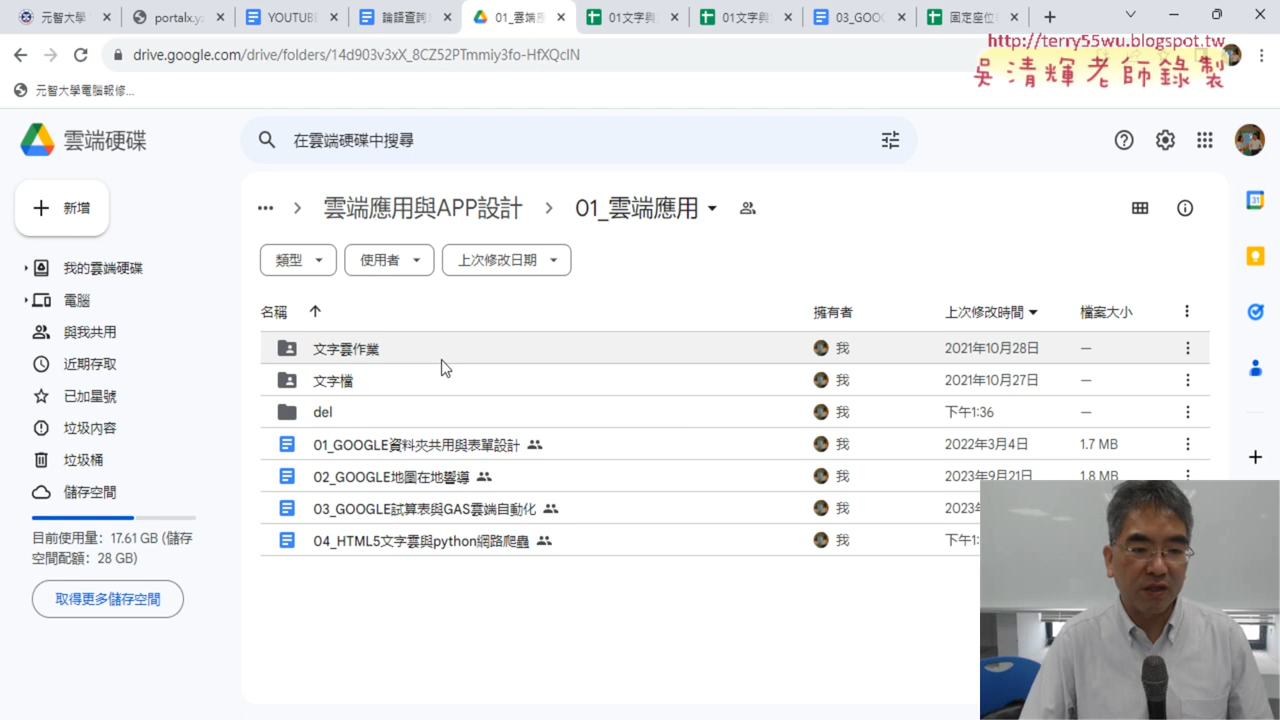 元智大學
portalx.yz
YOUTUBE
論語查詢
01_雲端應
01文字與
01文字與
03_GOO
固定座位
drive.google.com/drive/folders/14d903v3xX_8CZ52PTmmiy3fo-HfXQcIN
http://terry55wu.blogspot.tw
吳清輝老師錄製
元智大學電腦報修...
雲端硬碟
在雲端硬碟中搜尋
新增
雲端應用與APP設計
01_雲端應用
類型
使用者
上次修改日期
我的雲端硬碟
電腦
與我共用
近期存取
已加星號
垃圾內容
垃圾桶
儲存空間
目前使用量：17.61 GB (儲存
空間配額：28 GB)
取得更多儲存空間
名稱 擁有者 上次修改時間 檔案大小
文字雲作業 我 2021年10月28日 —
文字檔 我 2021年10月27日 —
del 我 下午1:36 —
01_GOOGLE資料夾共用與表單設計 我 2022年3月4日 1.7 MB
02_GOOGLE地圖在地響導 我 2023年9月21日 1.8 MB
03_GOOGLE試算表與GAS雲端自動化 我 2023
04_HTML5文字雲與python網路爬蟲 我 下午1:
31